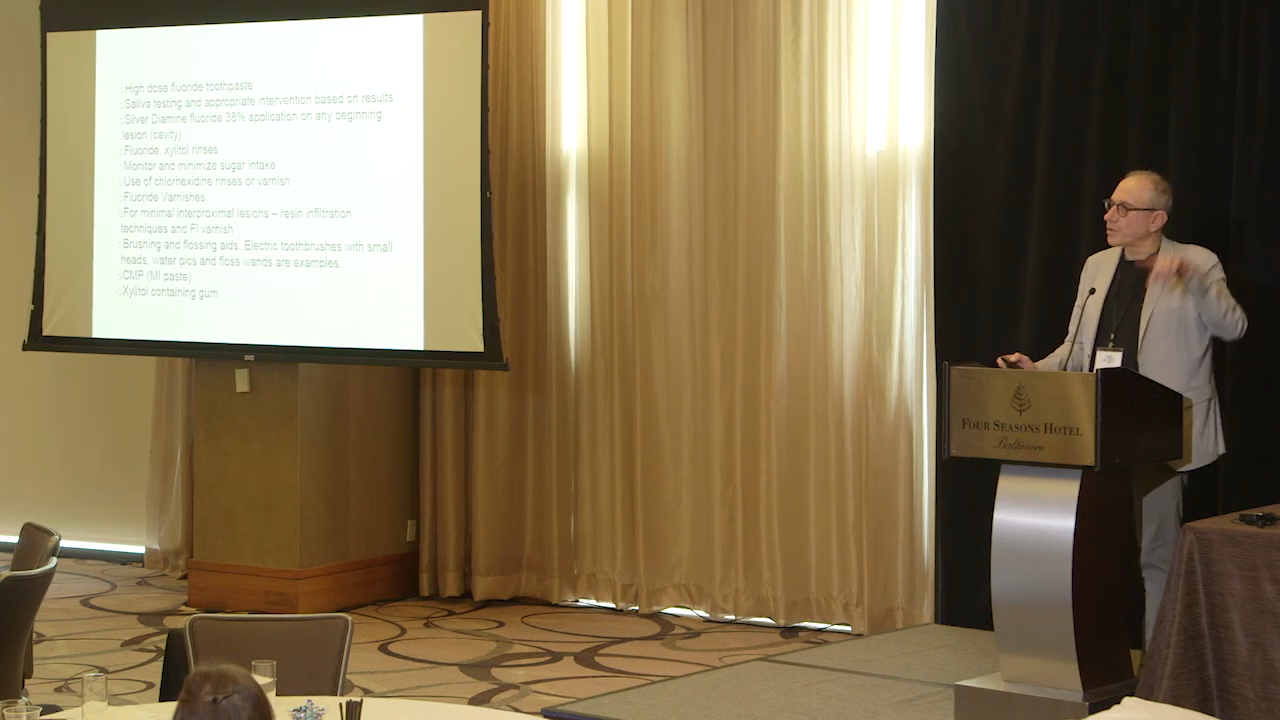 High dose fluoride toothpaste
Saliva testing and appropriate intervention based on results
Silver Diamine fluoride 38% application on any beginning
lesion (cavity)
Fluoride, xylitol rinses
Monitor and minimize sugar intake
Use of chlorhexidine rinses or varnish
Fluoride Varnishes
For minimal interproximal lesions – resin infiltration
techniques and Fl varnish
Brushing and flossing aids. Electric toothbrushes with small
heads, water pics and floss wands are examples.
CMP (MI paste)
Xylitol containing gum
FOUR SEASONS HOTEL
Baltimore